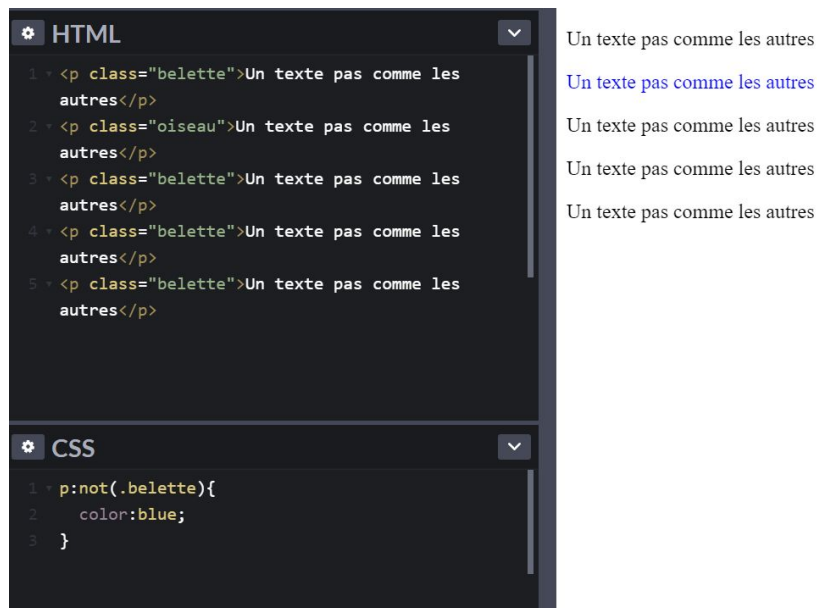 HTML
1 <p class="belette">Un texte pas comme les
autres</p>
2 <p class="oiseau">Un texte pas comme les
autres</p>
3 <p class="belette">Un texte pas comme les
autres</p>
4 <p class="belette">Un texte pas comme les
autres</p>
5 <p class="belette">Un texte pas comme les
autres</p>
CSS
1 p:not(.belette){
2 color:blue;
3 }
Un texte pas comme les autres
Un texte pas comme les autres
Un texte pas comme les autres
Un texte pas comme les autres
Un texte pas comme les autres